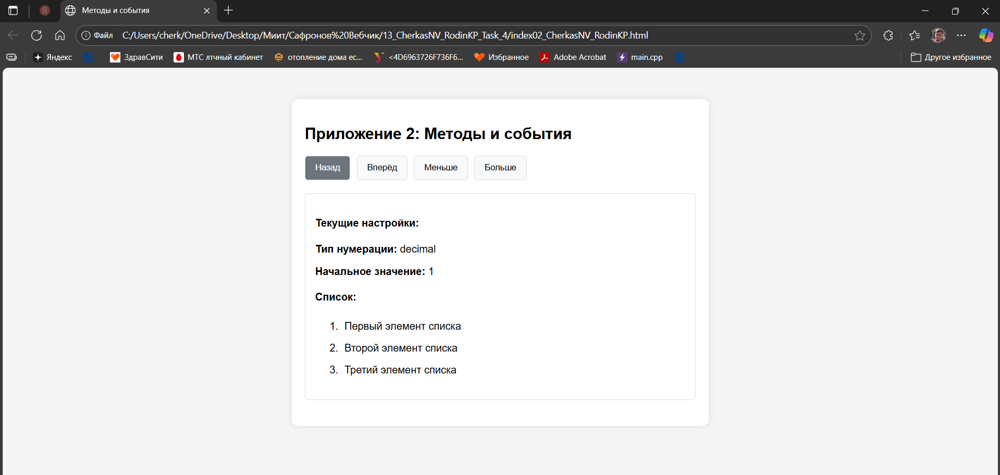 Методы и события
Файл C:/Users/cherk/OneDrive/Desktop/Миит/Сафронов%20Вебчик/13_CherkasNV_RodinKP_Task_4/index02_CherkasNV_RodinKP.html
Яндекс ЗдравСити МТС лтчный кабинет отопление дома ес... <4D6963726F736F6... Избранное Adobe Acrobat main.cpp Другое избранное
Приложение 2: Методы и события
Назад Вперёд Меньше Больше
Текущие настройки:
Тип нумерации: decimal
Начальное значение: 1
Список:
1. Первый элемент списка
2. Второй элемент списка
3. Третий элемент списка